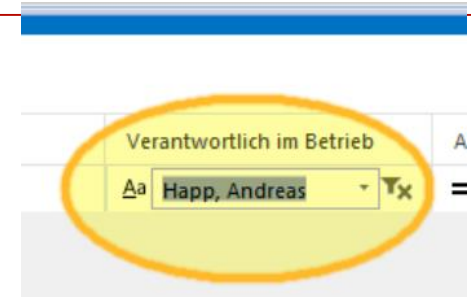 Verantwortlich im Betrieb A
Aa Happ, Andreas =